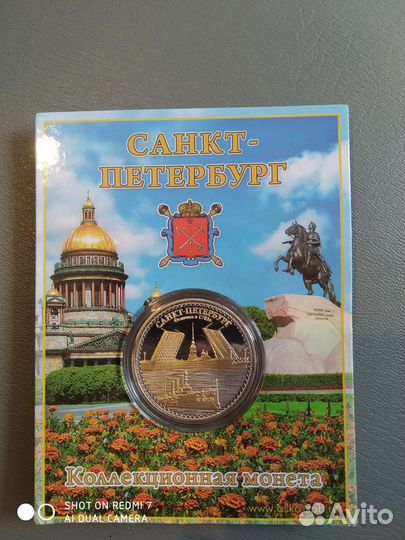 САНКТ-
ПЕТЕРБУРГ
САНКТ-ПЕТЕРБУРГ
Коллекционная монета
SHOT ON REDMI 7
AI DUAL CAMERA
Avito